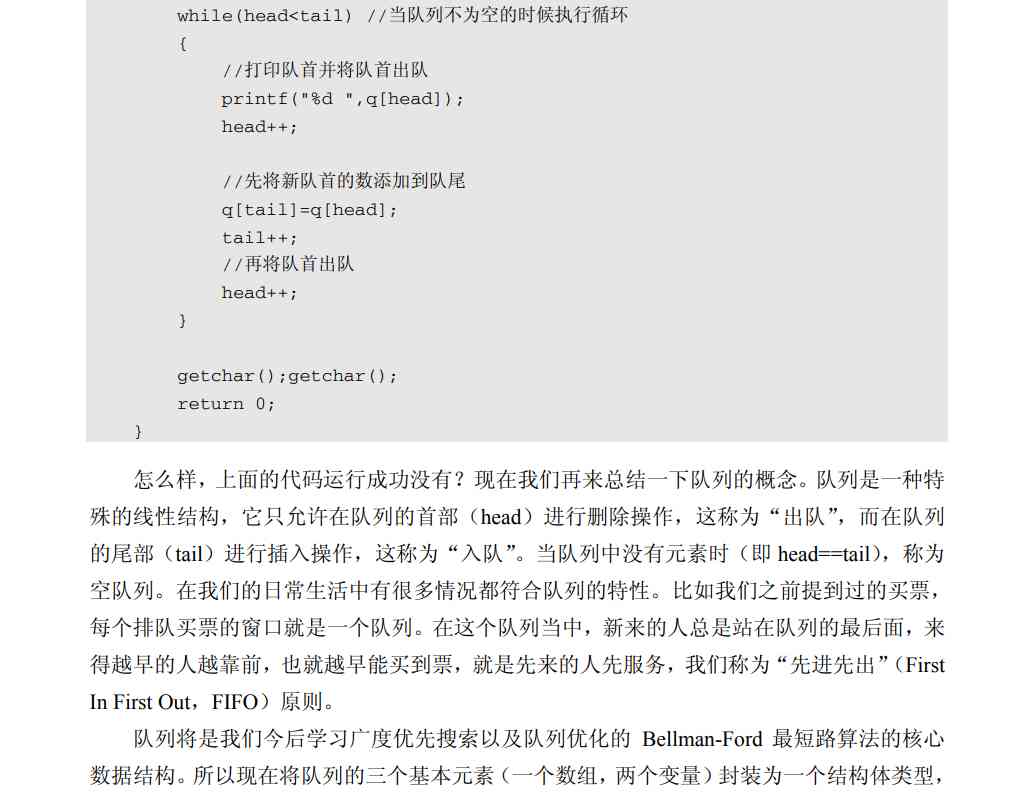 while(head<tail) //当队列不为空的时候执行循环
{
//打印队首并将队首出队
printf("%d ",q[head]);
head++;
//先将新队首的数添加到队尾
q[tail]=q[head];
tail++;
//再将队首出队
head++;
}
getchar();getchar();
return 0;
}
怎么样，上面的代码运行成功没有？现在我们再来总结一下队列的概念。队列是一种特
殊的线性结构，它只允许在队列的首部（head）进行删除操作，这称为“出队”，而在队列
的尾部（tail）进行插入操作，这称为“入队”。当队列中没有元素时（即 head==tail），称为
空队列。在我们的日常生活中有很多情况都符合队列的特性。比如我们之前提到过的买票，
每个排队买票的窗口就是一个队列。在这个队列当中，新来的人总是站在队列的最后面，来
得越早的人越靠前，也就越早能买到票，就是先来的人先服务，我们称为“先进先出”（First
In First Out，FIFO）原则。
队列将是我们今后学习广度优先搜索以及队列优化的 Bellman-Ford 最短路算法的核心
数据结构。所以现在将队列的三个基本元素（一个数组，两个变量）封装为一个结构体类型，